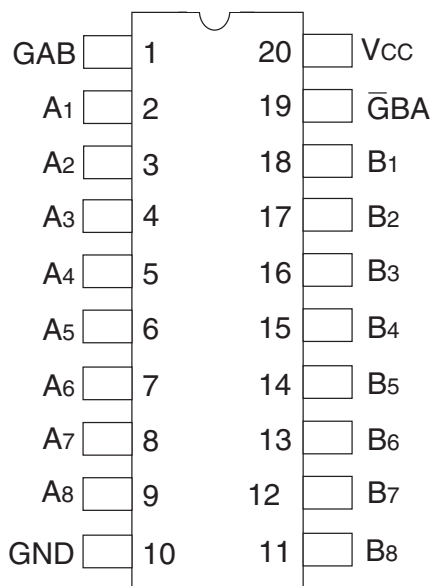 GAB 1 20 VCC
A1 2 19 G̅BA
A2 3 18 B1
A3 4 17 B2
A4 5 16 B3
A5 6 15 B4
A6 7 14 B5
A7 8 13 B6
A8 9 12 B7
GND 10 11 B8